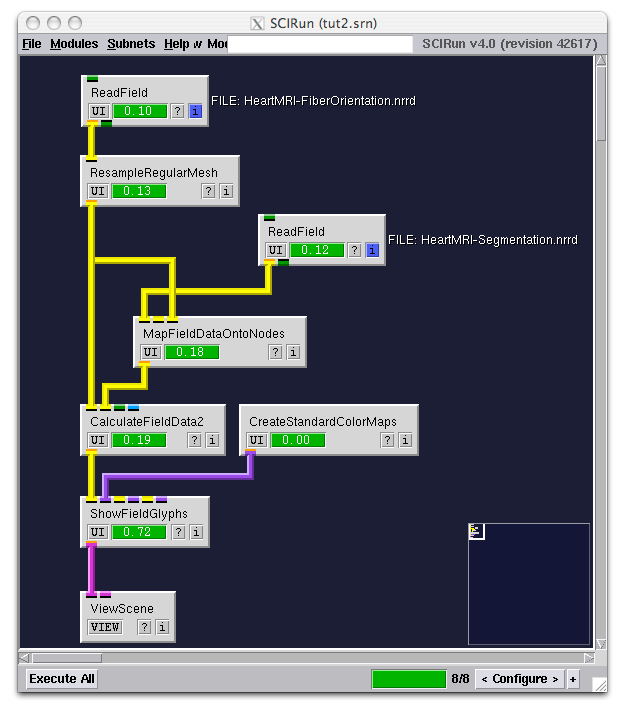 SCIRun (tut2.srn)
File Modules Subnets Help w Mod SCIRun v4.0 (revision 42617)
ReadField
UI 0.10 ? i
FILE: HeartMRI-FiberOrientation.nrrd
ResampleRegularMesh
UI 0.13 ? i
ReadField
UI 0.12 ? i
FILE: HeartMRI-Segmentation.nrrd
MapFieldDataOntoNodes
UI 0.18 ? i
CalculateFieldData2
UI 0.19 ? i
CreateStandardColorMaps
UI 0.00 ? i
ShowFieldGlyphs
UI 0.72 ? i
ViewScene
VIEW ? i
Execute All 8/8 < Configure > +